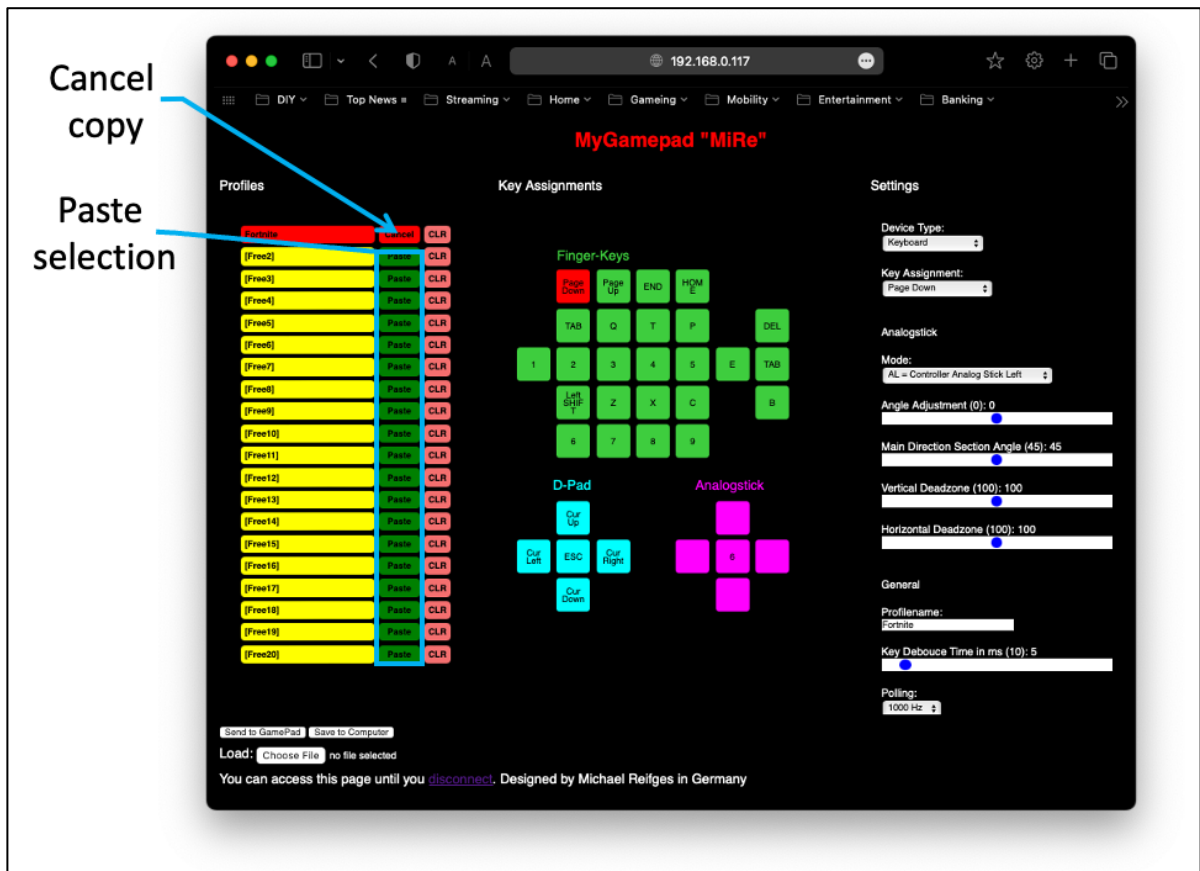 Cancel
copy
Paste
selection
A A 192.168.0.117
DIY Top News Streaming Home Gameing Mobility Entertainment Banking
MyGamepad "MiRe"
Profiles
Fortnite Cancel CLR
[Free2] Paste CLR
[Free3] Paste CLR
[Free4] Paste CLR
[Free5] Paste CLR
[Free6] Paste CLR
[Free7] Paste CLR
[Free8] Paste CLR
[Free9] Paste CLR
[Free10] Paste CLR
[Free11] Paste CLR
[Free12] Paste CLR
[Free13] Paste CLR
[Free14] Paste CLR
[Free15] Paste CLR
[Free16] Paste CLR
[Free17] Paste CLR
[Free18] Paste CLR
[Free19] Paste CLR
[Free20] Paste CLR
Key Assignments
Finger-Keys
Page Down Page Up END HOM E
TAB Q T P DEL
1 2 3 4 5 E TAB
Left SHIF T Z X C B
6 7 8 9
D-Pad
Cur Up
Cur Left ESC Cur Right
Cur Down
Analogstick
6
Settings
Device Type:
Keyboard
Key Assignment:
Page Down
Analogstick
Mode:
AL = Controller Analog Stick Left
Angle Adjustment (0): 0
Main Direction Section Angle (45): 45
Vertical Deadzone (100): 100
Horizontal Deadzone (100): 100
General
Profilename:
Fortnite
Key Debouce Time in ms (10): 5
Polling:
1000 Hz
Send to GamePad Save to Computer
Load: Choose File no file selected
You can access this page until you disconnect. Designed by Michael Reifges in Germany